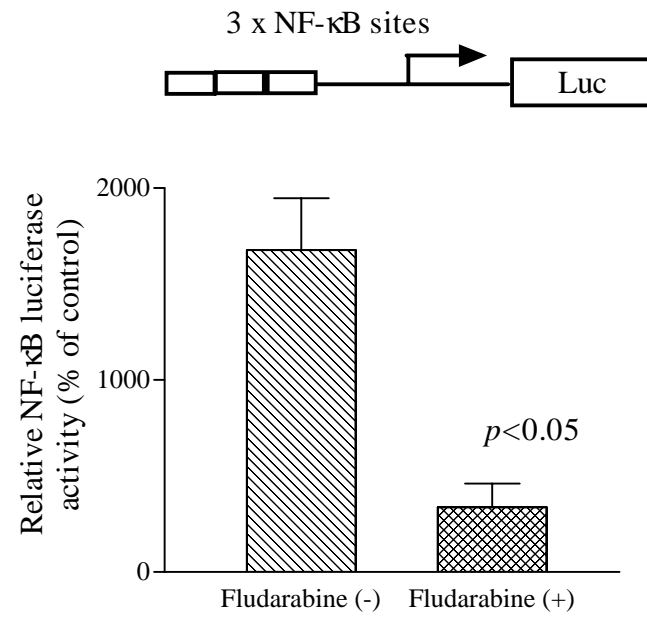 3 x NF-κB sites
Luc
Relative NF-κB luciferase
activity (% of control)
2000
1000
0
p<0.05
Fludarabine (-)
Fludarabine (+)